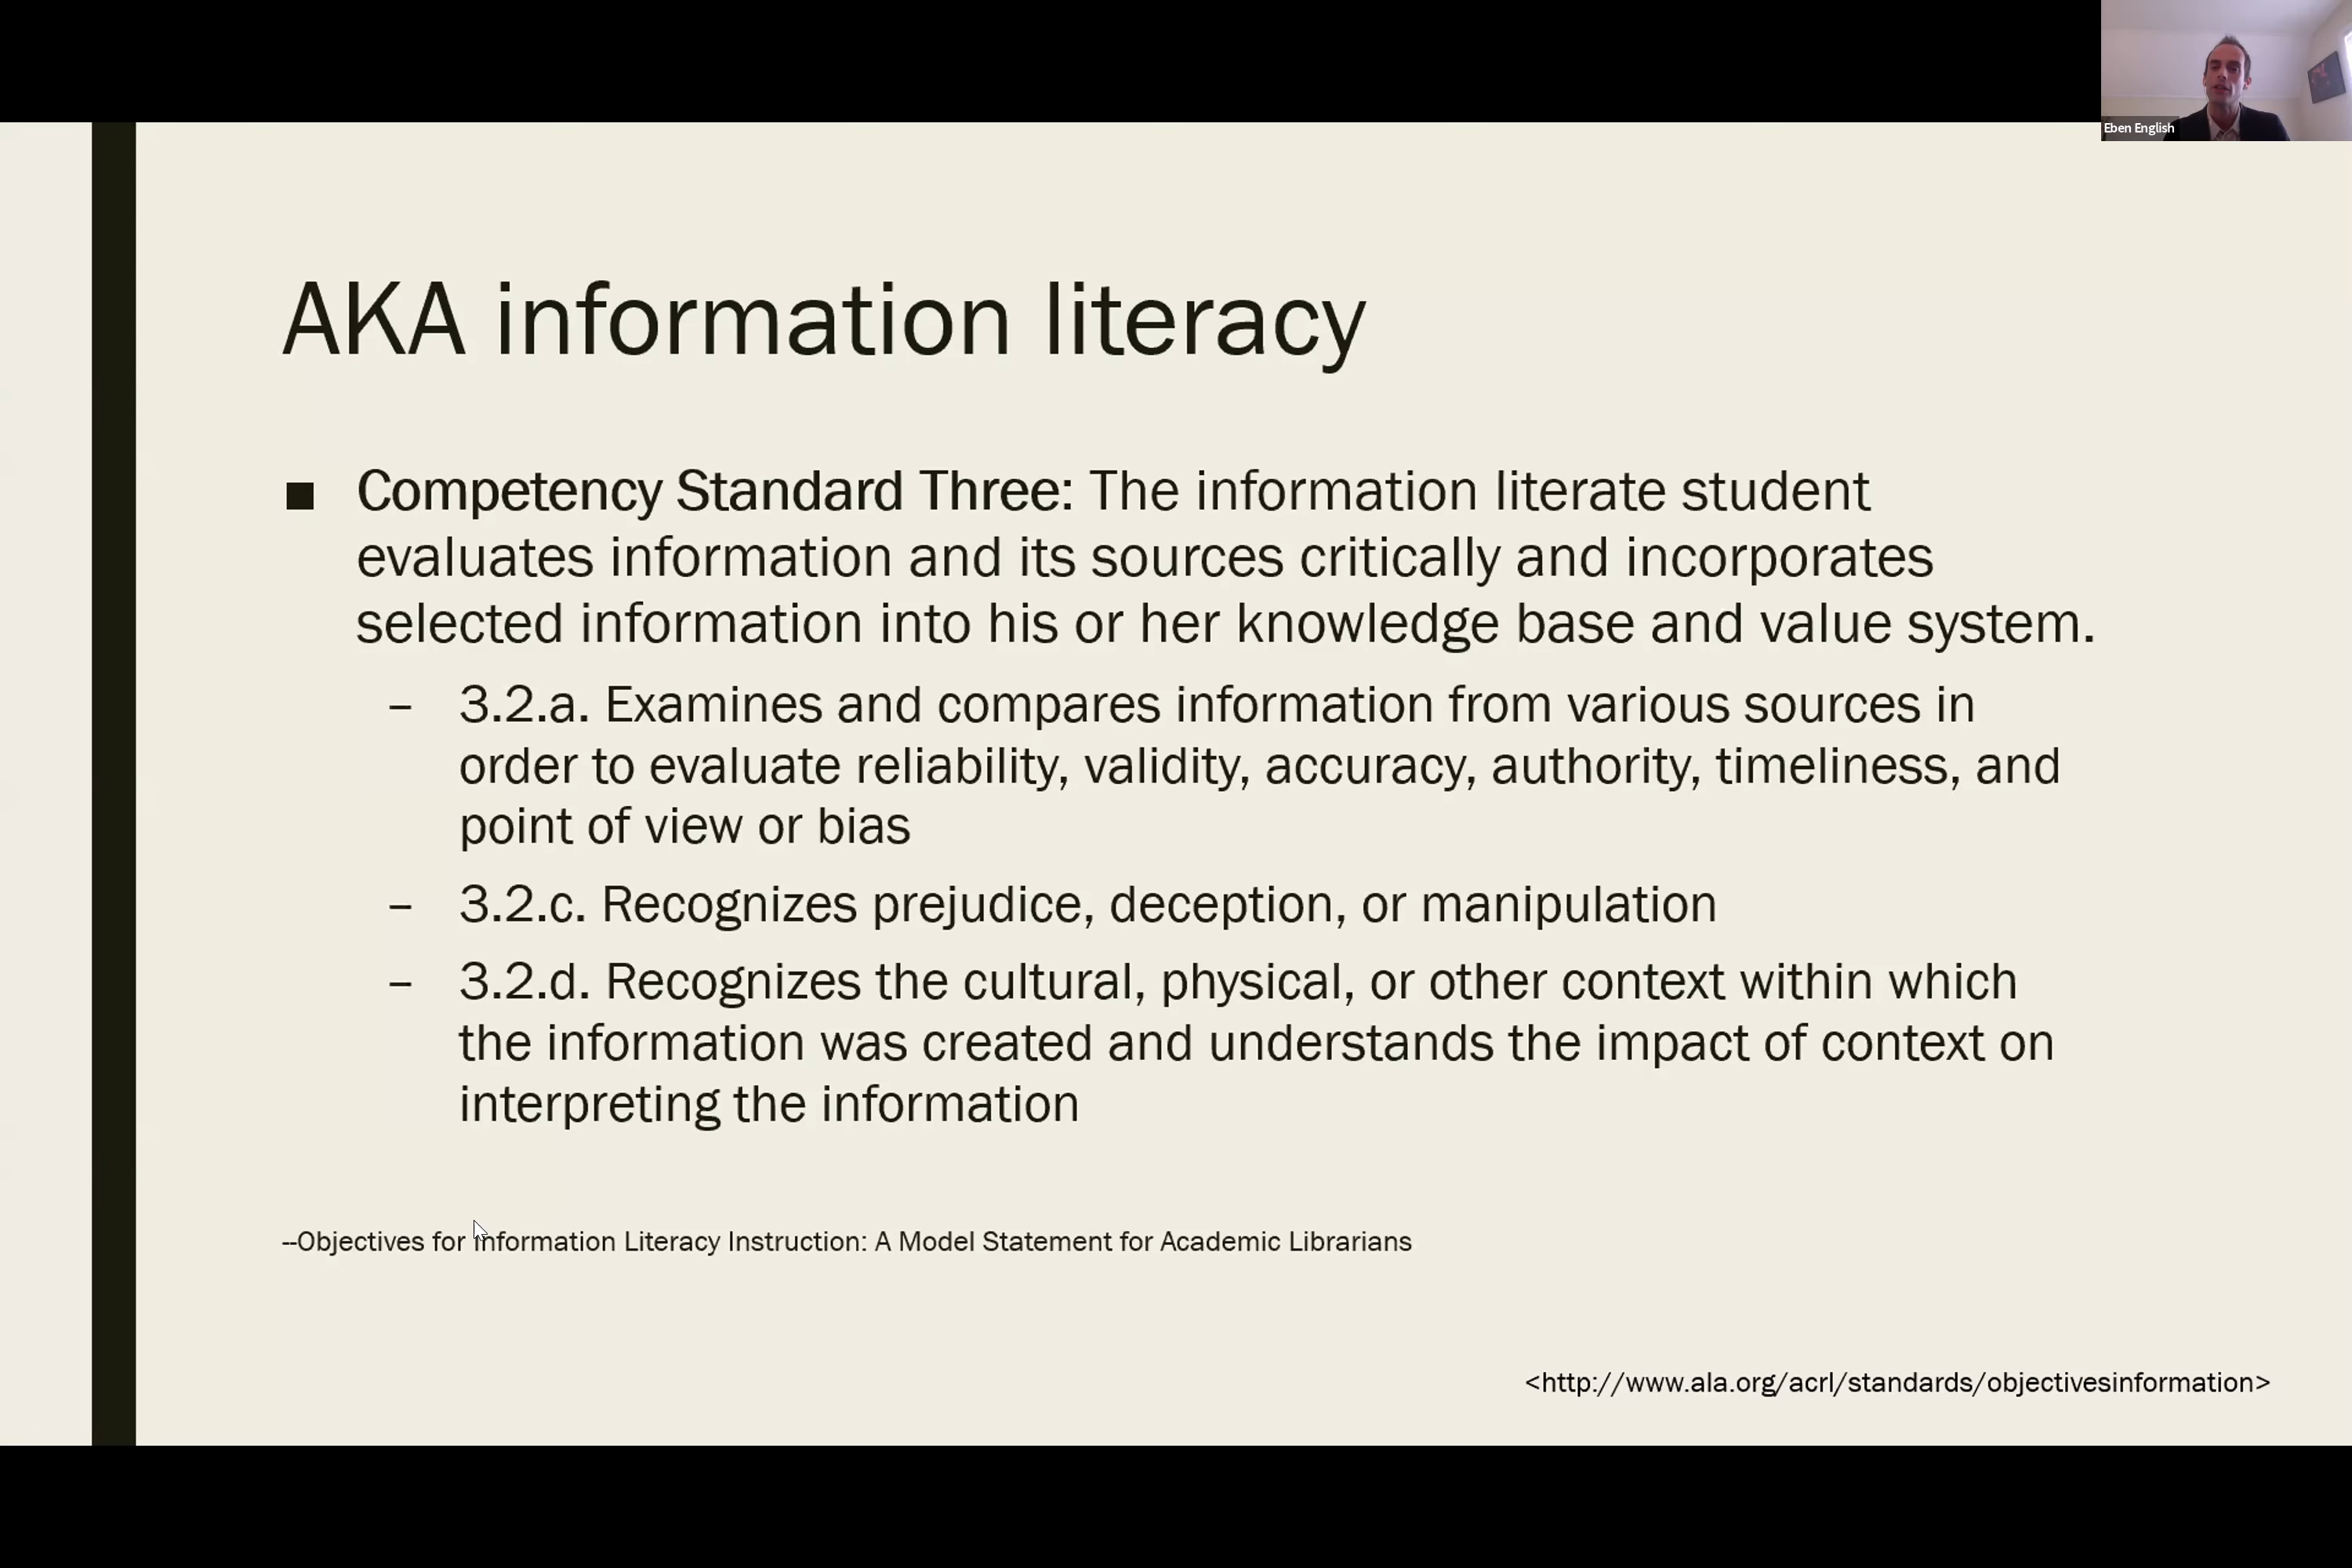 Eben English
AKA information literacy
■ Competency Standard Three: The information literate student
evaluates information and its sources critically and incorporates
selected information into his or her knowledge base and value system.
– 3.2.a. Examines and compares information from various sources in
order to evaluate reliability, validity, accuracy, authority, timeliness, and
point of view or bias
– 3.2.c. Recognizes prejudice, deception, or manipulation
– 3.2.d. Recognizes the cultural, physical, or other context within which
the information was created and understands the impact of context on
interpreting the information
--Objectives for Information Literacy Instruction: A Model Statement for Academic Librarians
<http://www.ala.org/acrl/standards/objectivesinformation>